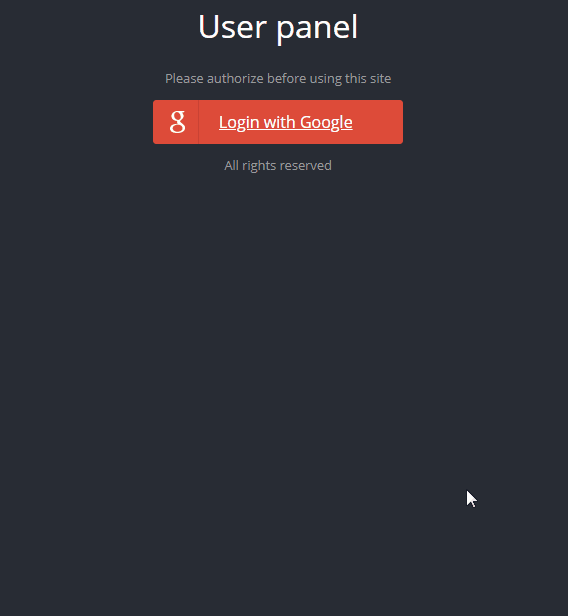 User panel
Please authorize before using this site
g Login with Google
All rights reserved